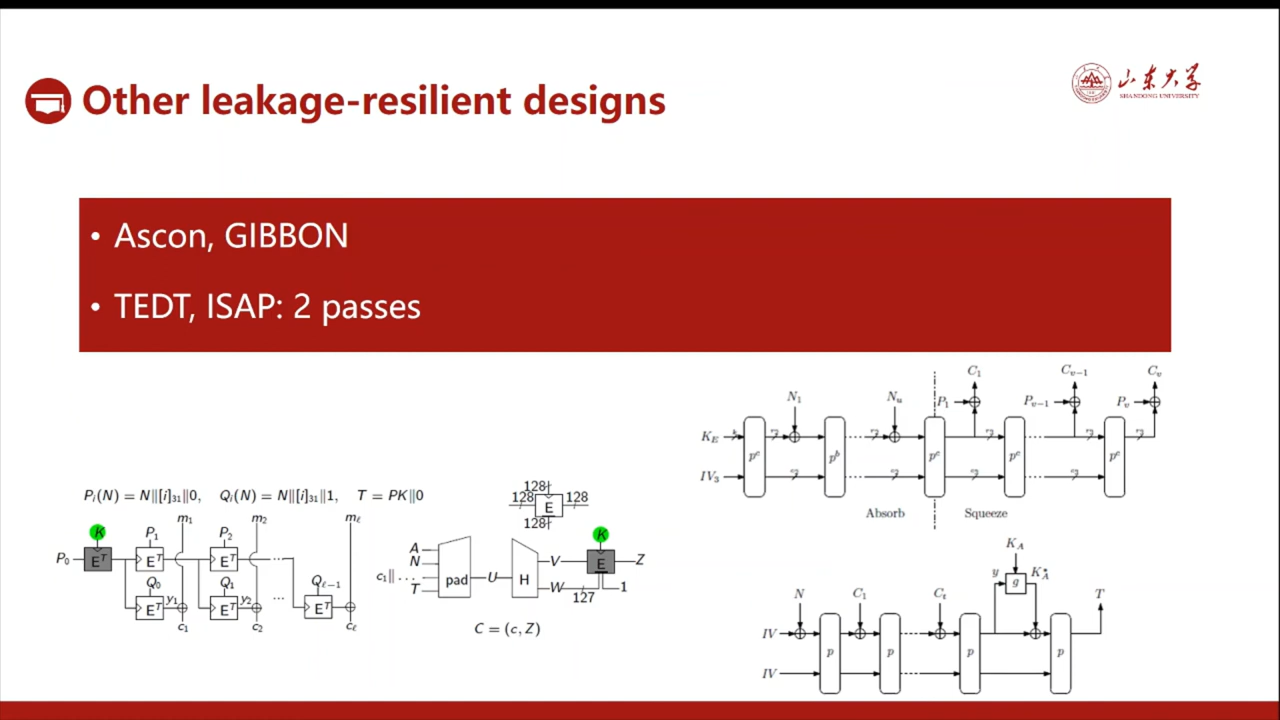 Other leakage-resilient designs
山东大学
SHANDONG UNIVERSITY
• Ascon, GIBBON
• TEDT, ISAP: 2 passes
P_i(N) = N‖[i]_31‖0, Q_i(N) = N‖[i]_31‖1, T = PK‖0
K m_1 m_2 m_ℓ
P_0 E^T P_1 E^T P_2 E^T ...
Q_0 E^T y_1 Q_1 E^T y_2 ... Q_{ℓ−1} E^T
c_1 c_2 c_ℓ
128
128 E 128
128
A
N
c_1‖ ...
T
pad U H V W
127
K
E Z
1
C = (c, Z)
N_1 N_u P_1 C_1 P_{v−1} C_{v−1} P_v C_v
K_E
IV_3
Absorb Squeeze
K_A
y g K_A^*
N C_1 C_t T
IV p p p p
IV